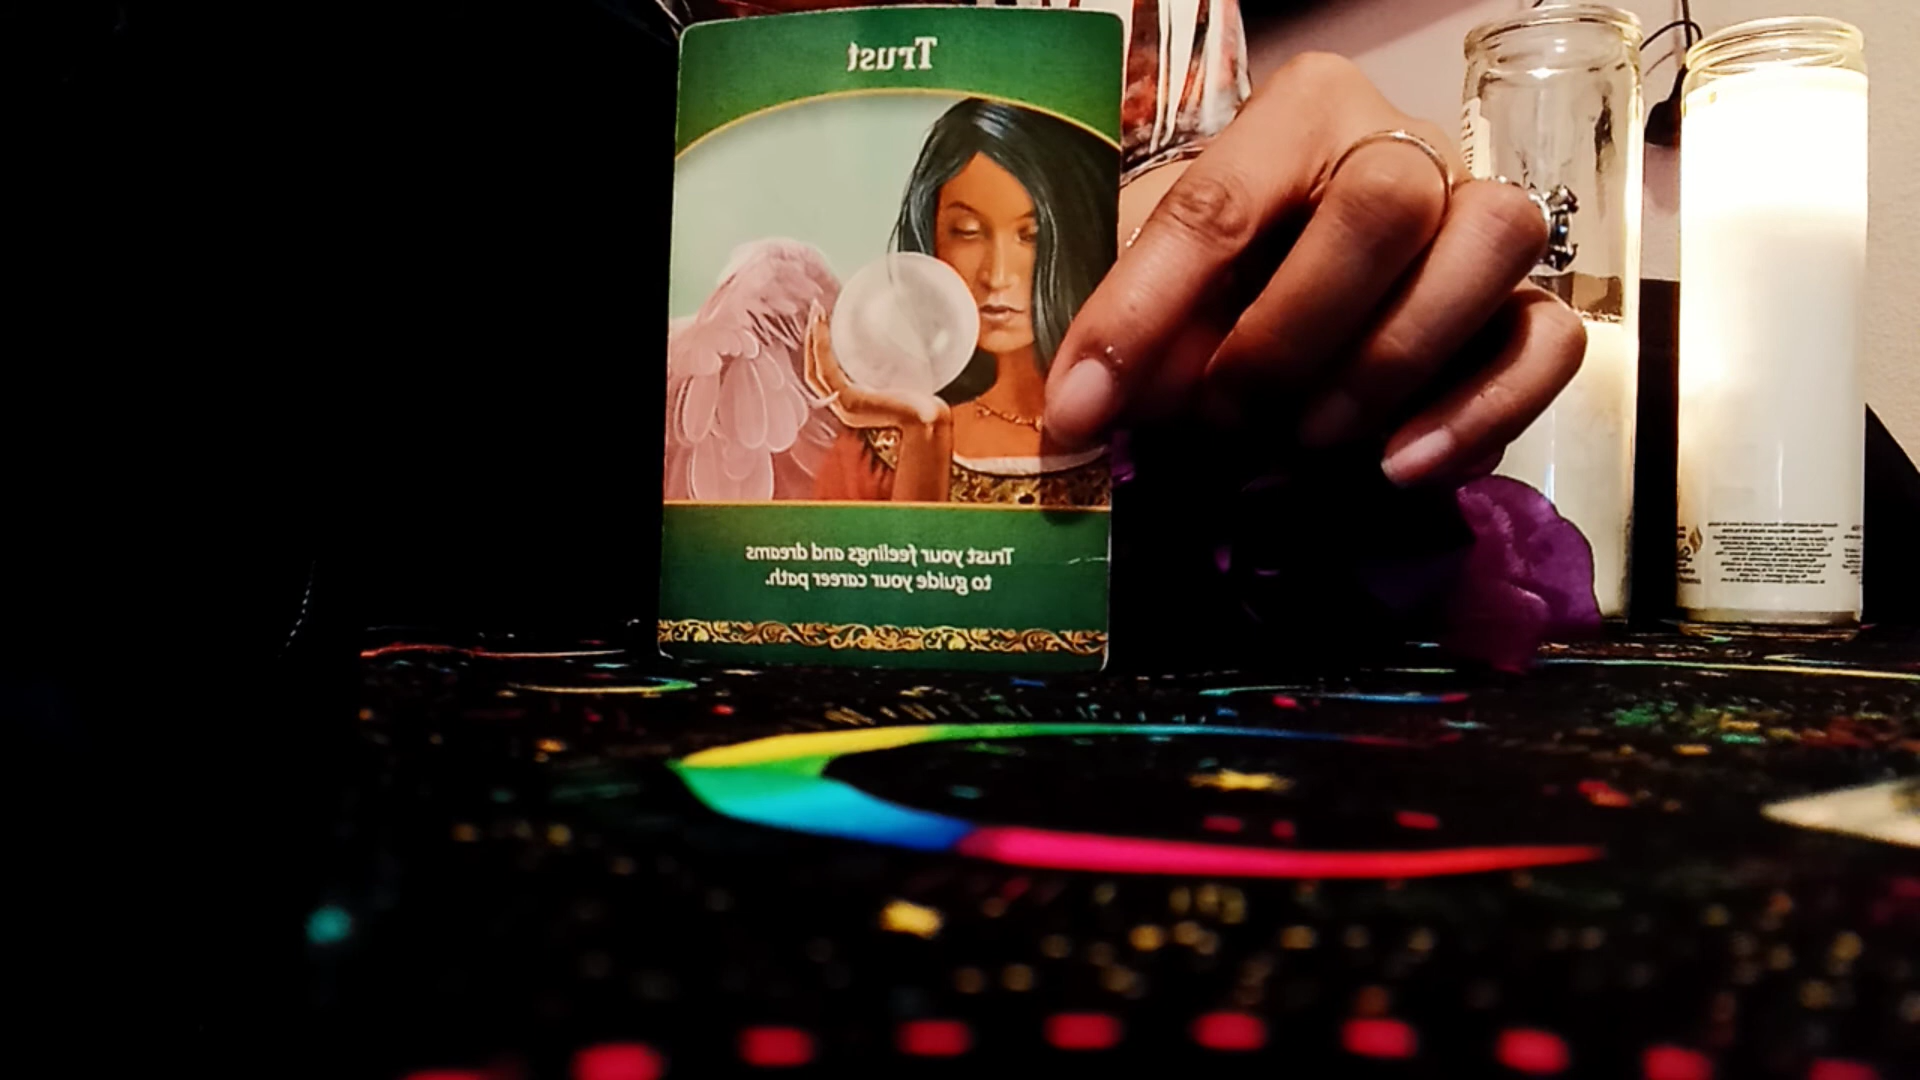 Trust
Trust your feelings and dreams
to guide your career path.